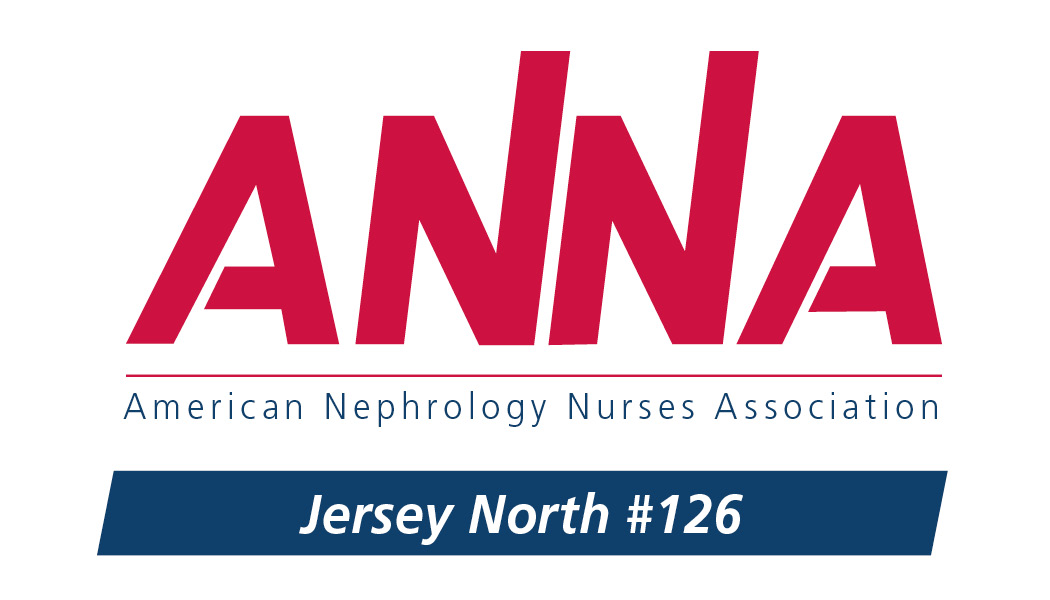 ANNA
American Nephrology Nurses Association
Jersey North #126